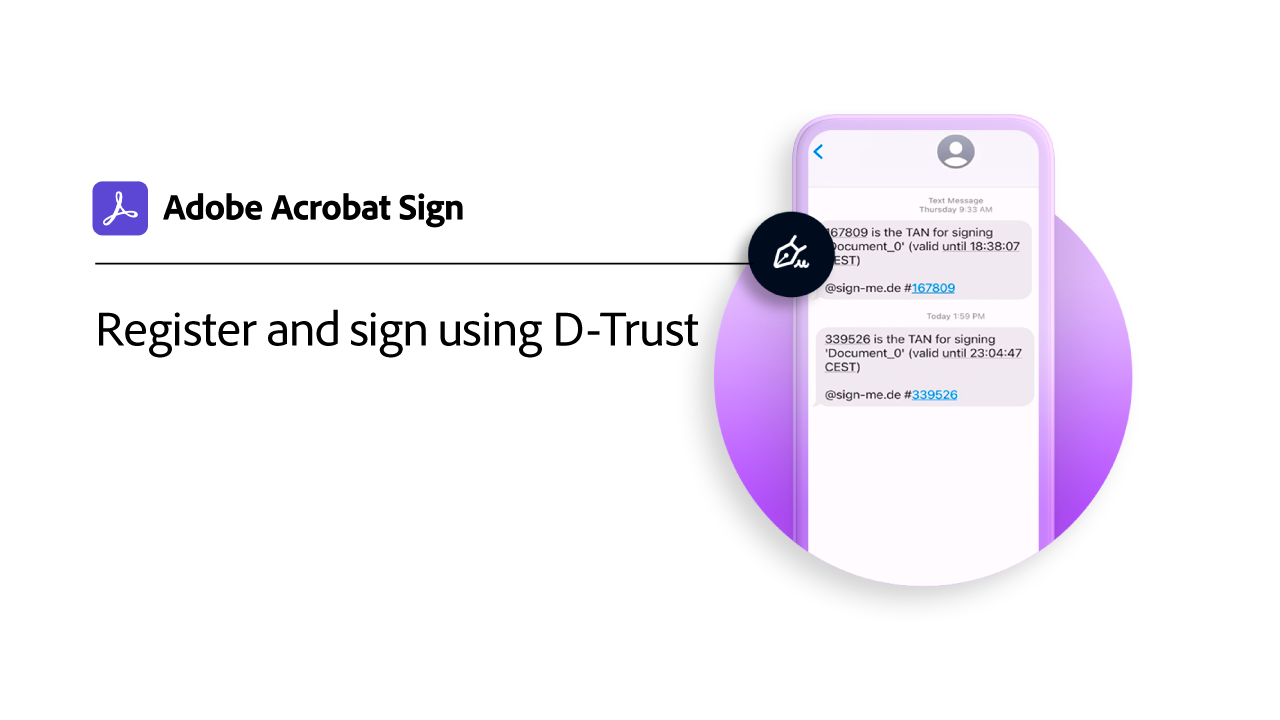 Adobe Acrobat Sign
Register and sign using D-Trust
Text Message
Thursday 9:33 AM
167809 is the TAN for signing
'Document_0' (valid until 18:38:07
CEST)
@sign-me.de #167809
Today 1:59 PM
339526 is the TAN for signing
'Document_0' (valid until 23:04:47
CEST)
@sign-me.de #339526